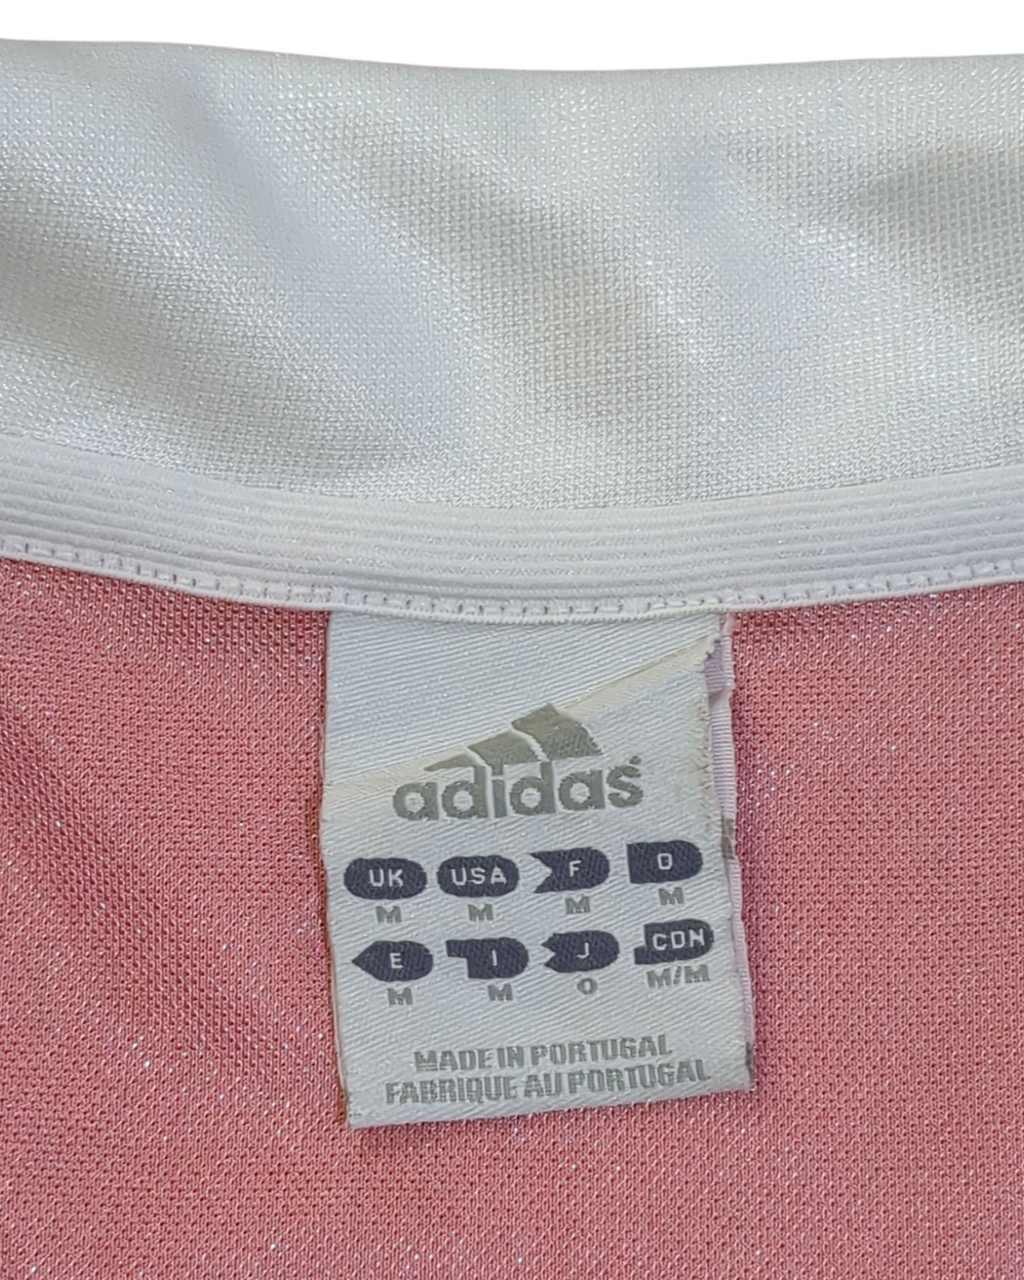 adidas
UK USA F D
M M M M
E I J CDN
M M O M/M
MADE IN PORTUGAL
FABRIQUE AU PORTUGAL